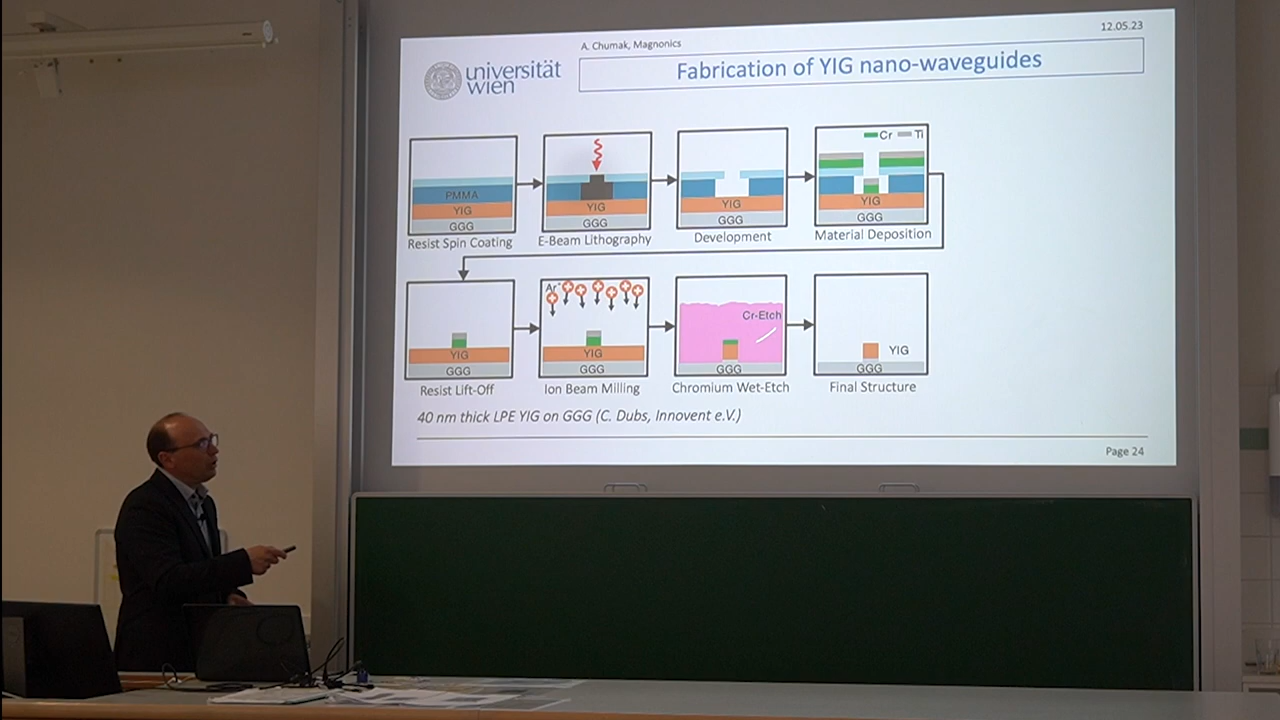 12.05.23
A. Chumak, Magnonics
universität
wien
Fabrication of YIG nano-waveguides
PMMA
YIG
GGG
Resist Spin Coating
YIG
GGG
E-Beam Lithography
YIG
GGG
Development
Cr Ti
YIG
GGG
Material Deposition
YIG
GGG
Resist Lift-Off
Ar+
YIG
GGG
Ion Beam Milling
Cr-Etch
GGG
Chromium Wet-Etch
YIG
GGG
Final Structure
40 nm thick LPE YIG on GGG (C. Dubs, Innovent e.V.)
Page 24